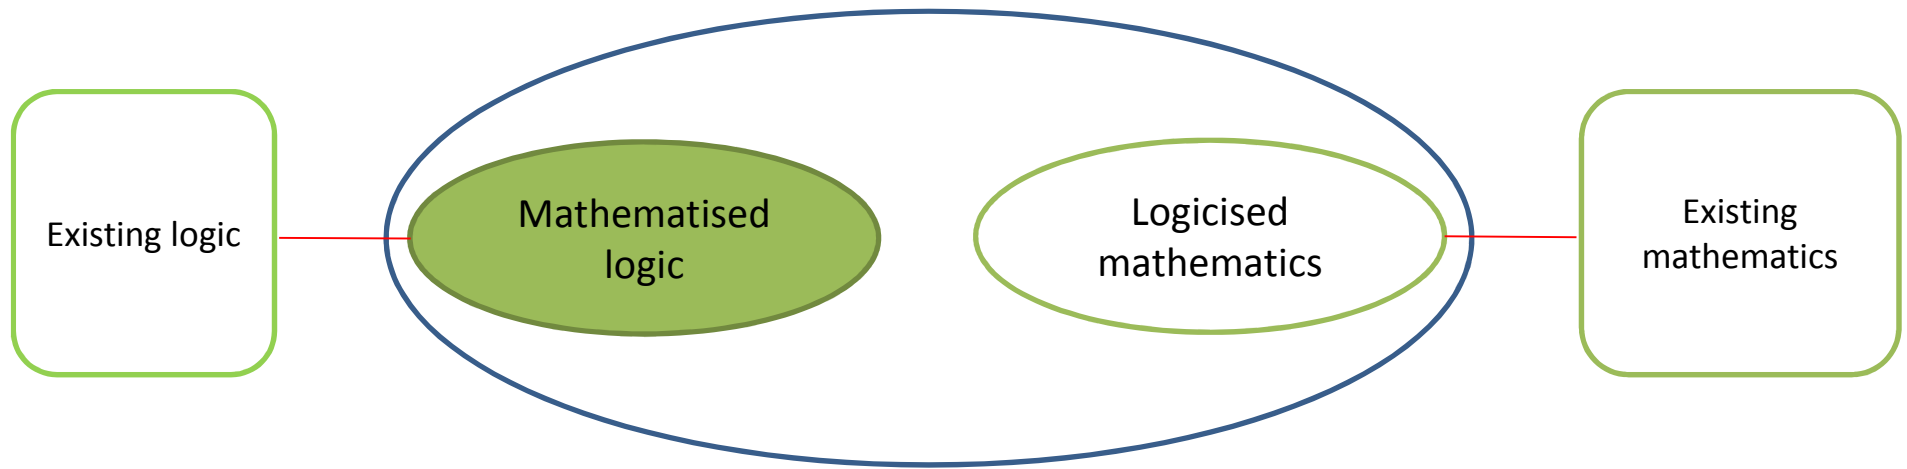 Existing logic
Mathematised
logic
Logicised
mathematics
Existing
mathematics